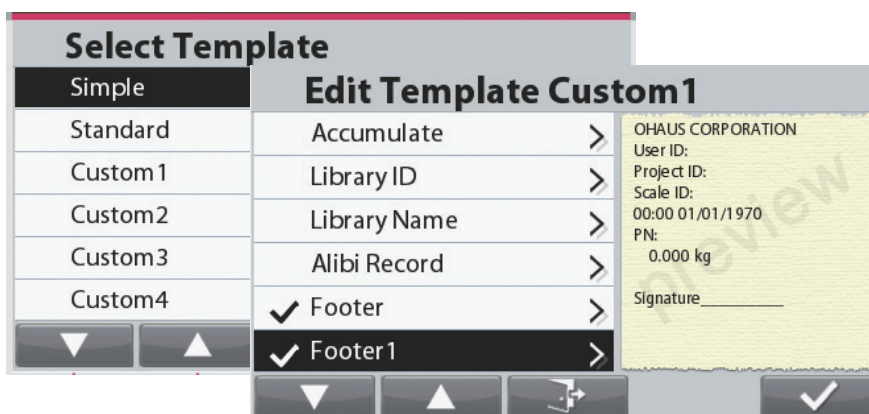 Select Template
Simple
Standard
Custom1
Custom2
Custom3
Custom4
Edit Template Custom1
Accumulate
Library ID
Library Name
Alibi Record
Footer
Footer1
OHAUS CORPORATION
User ID:
Project ID:
Scale ID:
00:00 01/01/1970
PN:
0.000 kg
Signature__________
preview